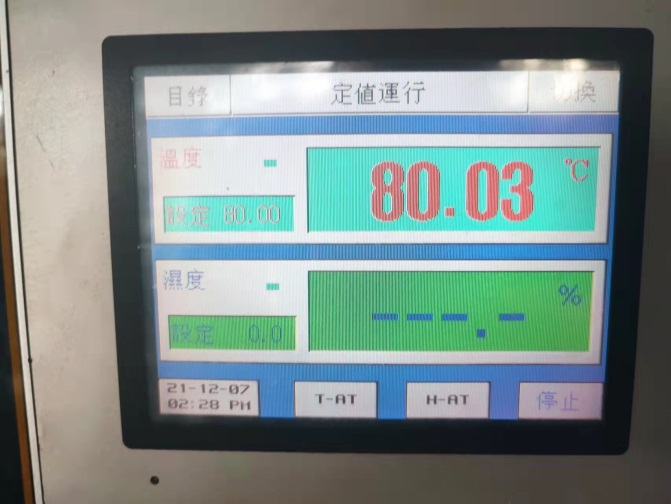 目錄 定值運行 切換
溫度
℃
80.03
設定 80.00
濕度
%
---.-
設定 0.0
21-12-07
02:28 PM
T-AT
H-AT
停止